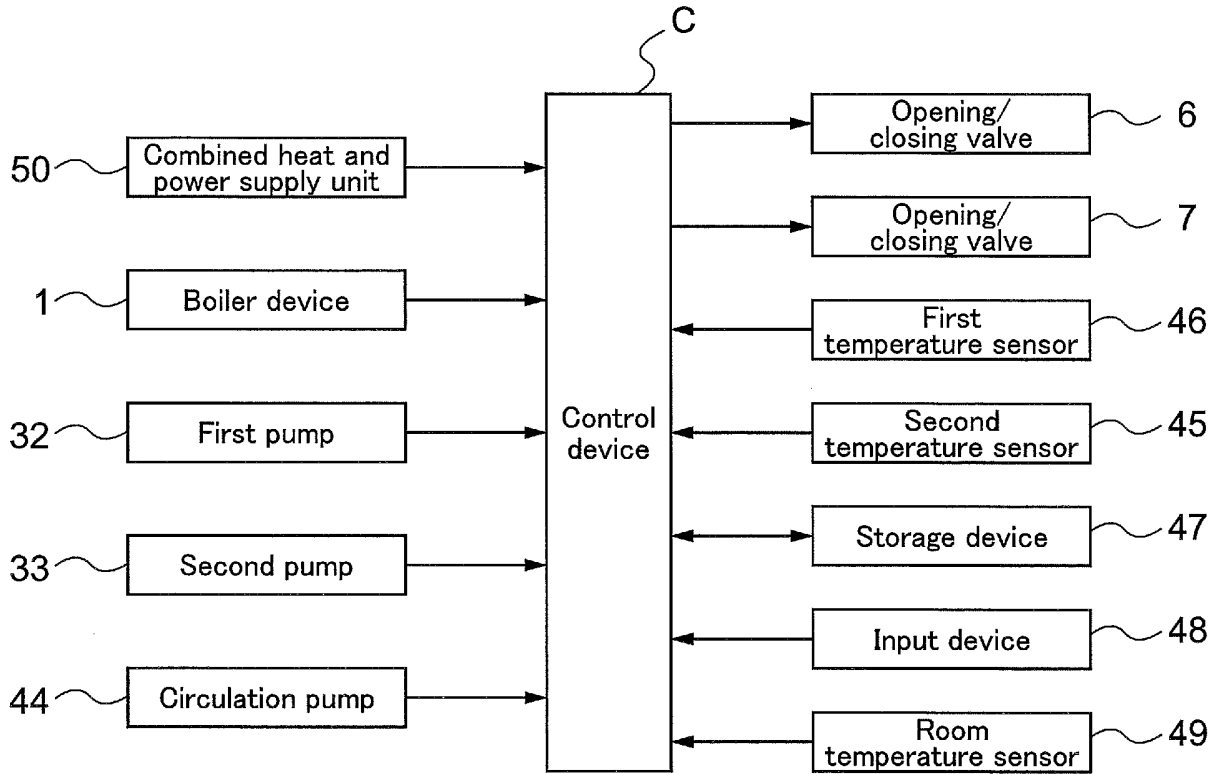 C
50
Combined heat and
power supply unit
1
Boiler device
32
First pump
33
Second pump
44
Circulation pump
Control
device
Opening/
closing valve
6
Opening/
closing valve
7
First
temperature sensor
46
Second
temperature sensor
45
Storage device
47
Input device
48
Room
temperature sensor
49